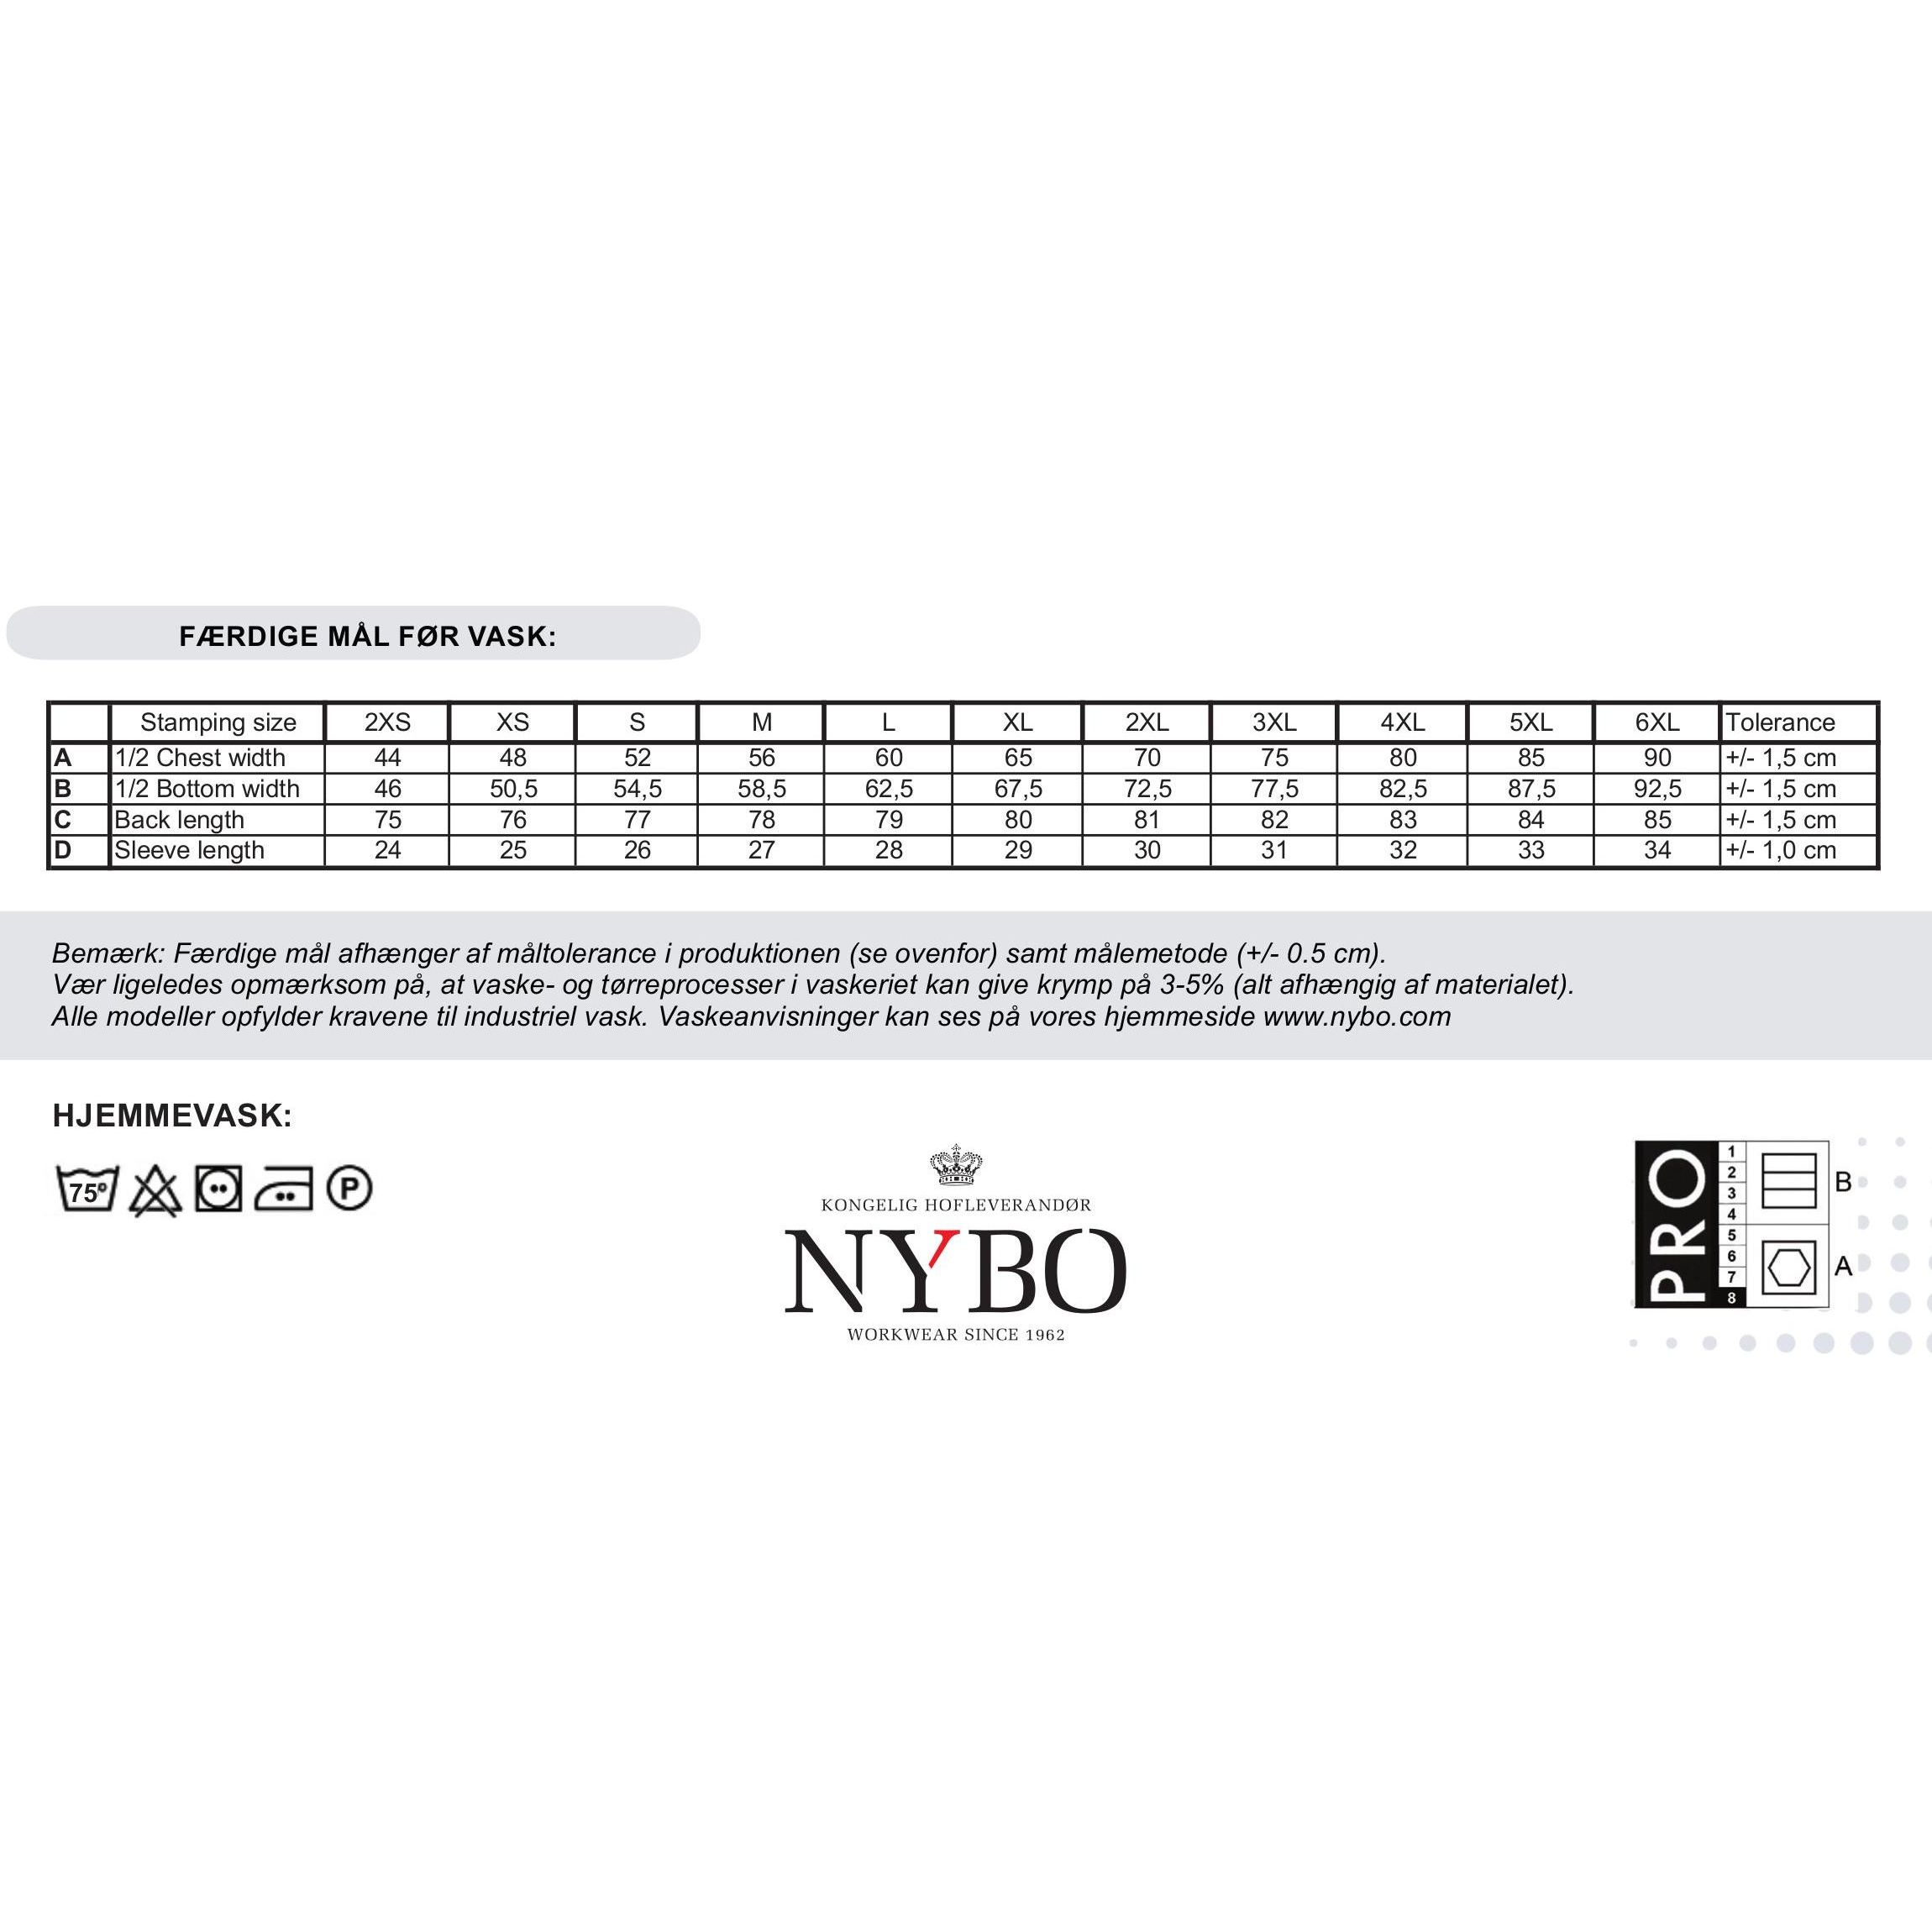 FÆRDIGE MÅL FØR VASK:
Stamping size 2XS XS S M L XL 2XL 3XL 4XL 5XL 6XL Tolerance
A 1/2 Chest width 44 48 52 56 60 65 70 75 80 85 90 +/- 1,5 cm
B 1/2 Bottom width 46 50,5 54,5 58,5 62,5 67,5 72,5 77,5 82,5 87,5 92,5 +/- 1,5 cm
C Back length 75 76 77 78 79 80 81 82 83 84 85 +/- 1,5 cm
D Sleeve length 24 25 26 27 28 29 30 31 32 33 34 +/- 1,0 cm
Bemærk: Færdige mål afhænger af måltolerance i produktionen (se ovenfor) samt målemetode (+/- 0.5 cm).
Vær ligeledes opmærksom på, at vaske- og tørreprocesser i vaskeriet kan give krymp på 3-5% (alt afhængig af materialet).
Alle modeller opfylder kravene til industriel vask. Vaskeanvisninger kan ses på vores hjemmeside www.nybo.com
HJEMMEVASK:
75° P
KONGELIG HOFLEVERANDØR
NYBO
WORKWEAR SINCE 1962
PRO
1
2
3
4
5
6
7
8
B
A